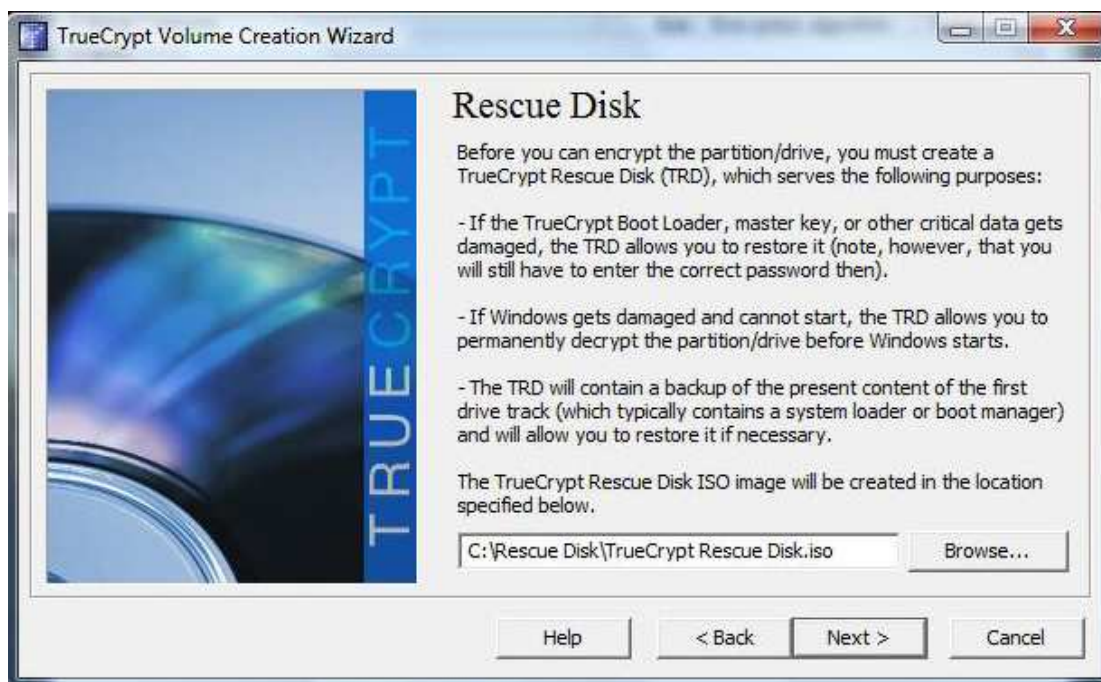 TrueCrypt Volume Creation Wizard
TRUECRYPT
Rescue Disk
Before you can encrypt the partition/drive, you must create a
TrueCrypt Rescue Disk (TRD), which serves the following purposes:
- If the TrueCrypt Boot Loader, master key, or other critical data gets
damaged, the TRD allows you to restore it (note, however, that you
will still have to enter the correct password then).
- If Windows gets damaged and cannot start, the TRD allows you to
permanently decrypt the partition/drive before Windows starts.
- The TRD will contain a backup of the present content of the first
drive track (which typically contains a system loader or boot manager)
and will allow you to restore it if necessary.
The TrueCrypt Rescue Disk ISO image will be created in the location
specified below.
C:\Rescue Disk\TrueCrypt Rescue Disk.iso Browse...
Help < Back Next > Cancel